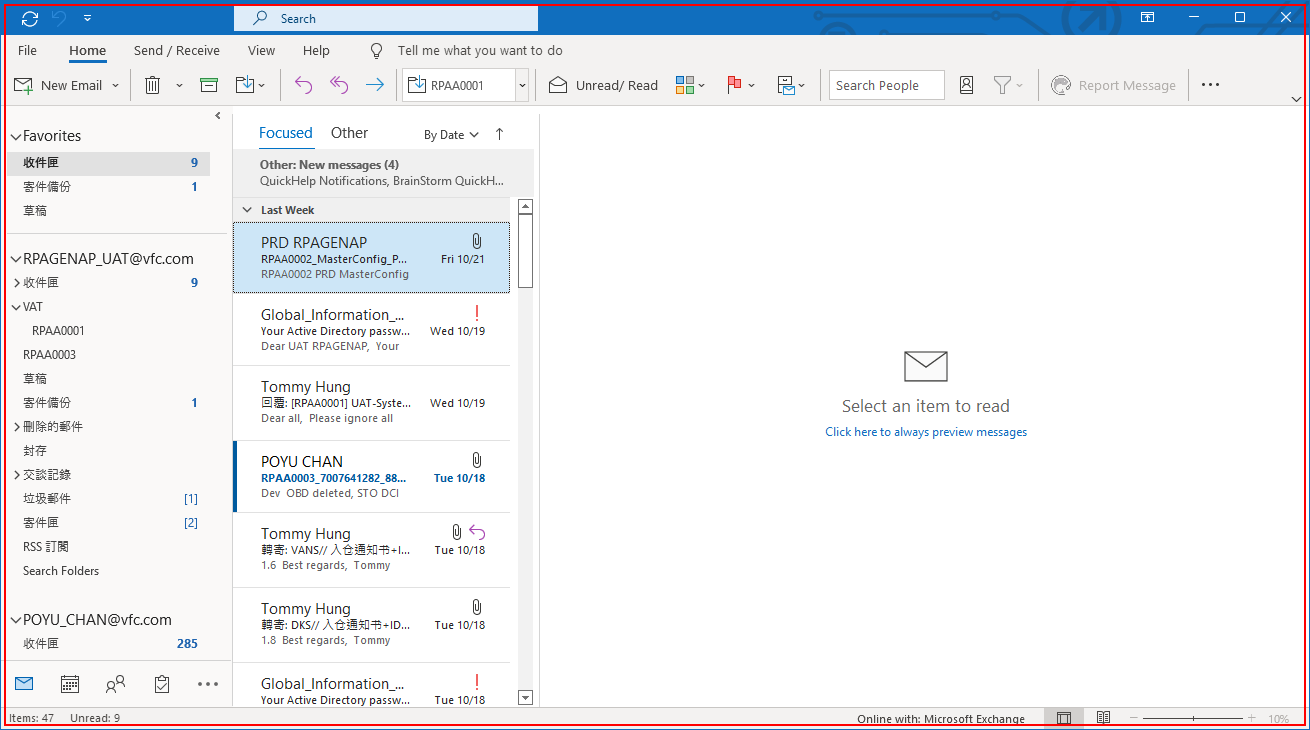 Search
File Home Send / Receive View Help Tell me what you want to do
New Email RPAA0001 Unread/ Read Search People Report Message
Favorites
收件匣 9
寄件備份 1
草稿
RPAGENAP_UAT@vfc.com
收件匣 9
VAT
RPAA0001
RPAA0003
草稿
寄件備份 1
刪除的郵件
封存
交談記錄
垃圾郵件 [1]
寄件匣 [2]
RSS 訂閱
Search Folders
POYU_CHAN@vfc.com
收件匣 285
Focused Other By Date
Other: New messages (4)
QuickHelp Notifications, BrainStorm QuickH...
Last Week
PRD RPAGENAP
RPAA0002_MasterConfig_P... Fri 10/21
RPAA0002 PRD MasterConfig
Global_Information_...
Your Active Directory passw... Wed 10/19
Dear UAT RPAGENAP, Your
Tommy Hung
回覆: [RPAA0001] UAT-Syste... Wed 10/19
Dear all, Please ignore all
POYU CHAN
RPAA0003_7007641282_88... Tue 10/18
Dev OBD deleted, STO DCI
Tommy Hung
轉寄: VANS// 入仓通知书+I... Tue 10/18
1.6 Best regards, Tommy
Tommy Hung
轉寄: DKS// 入仓通知书+ID... Tue 10/18
1.8 Best regards, Tommy
Global_Information_...
Your Active Directory passw... Tue 10/18
Select an item to read
Click here to always preview messages
Items: 47 Unread: 9 Online with: Microsoft Exchange 10%